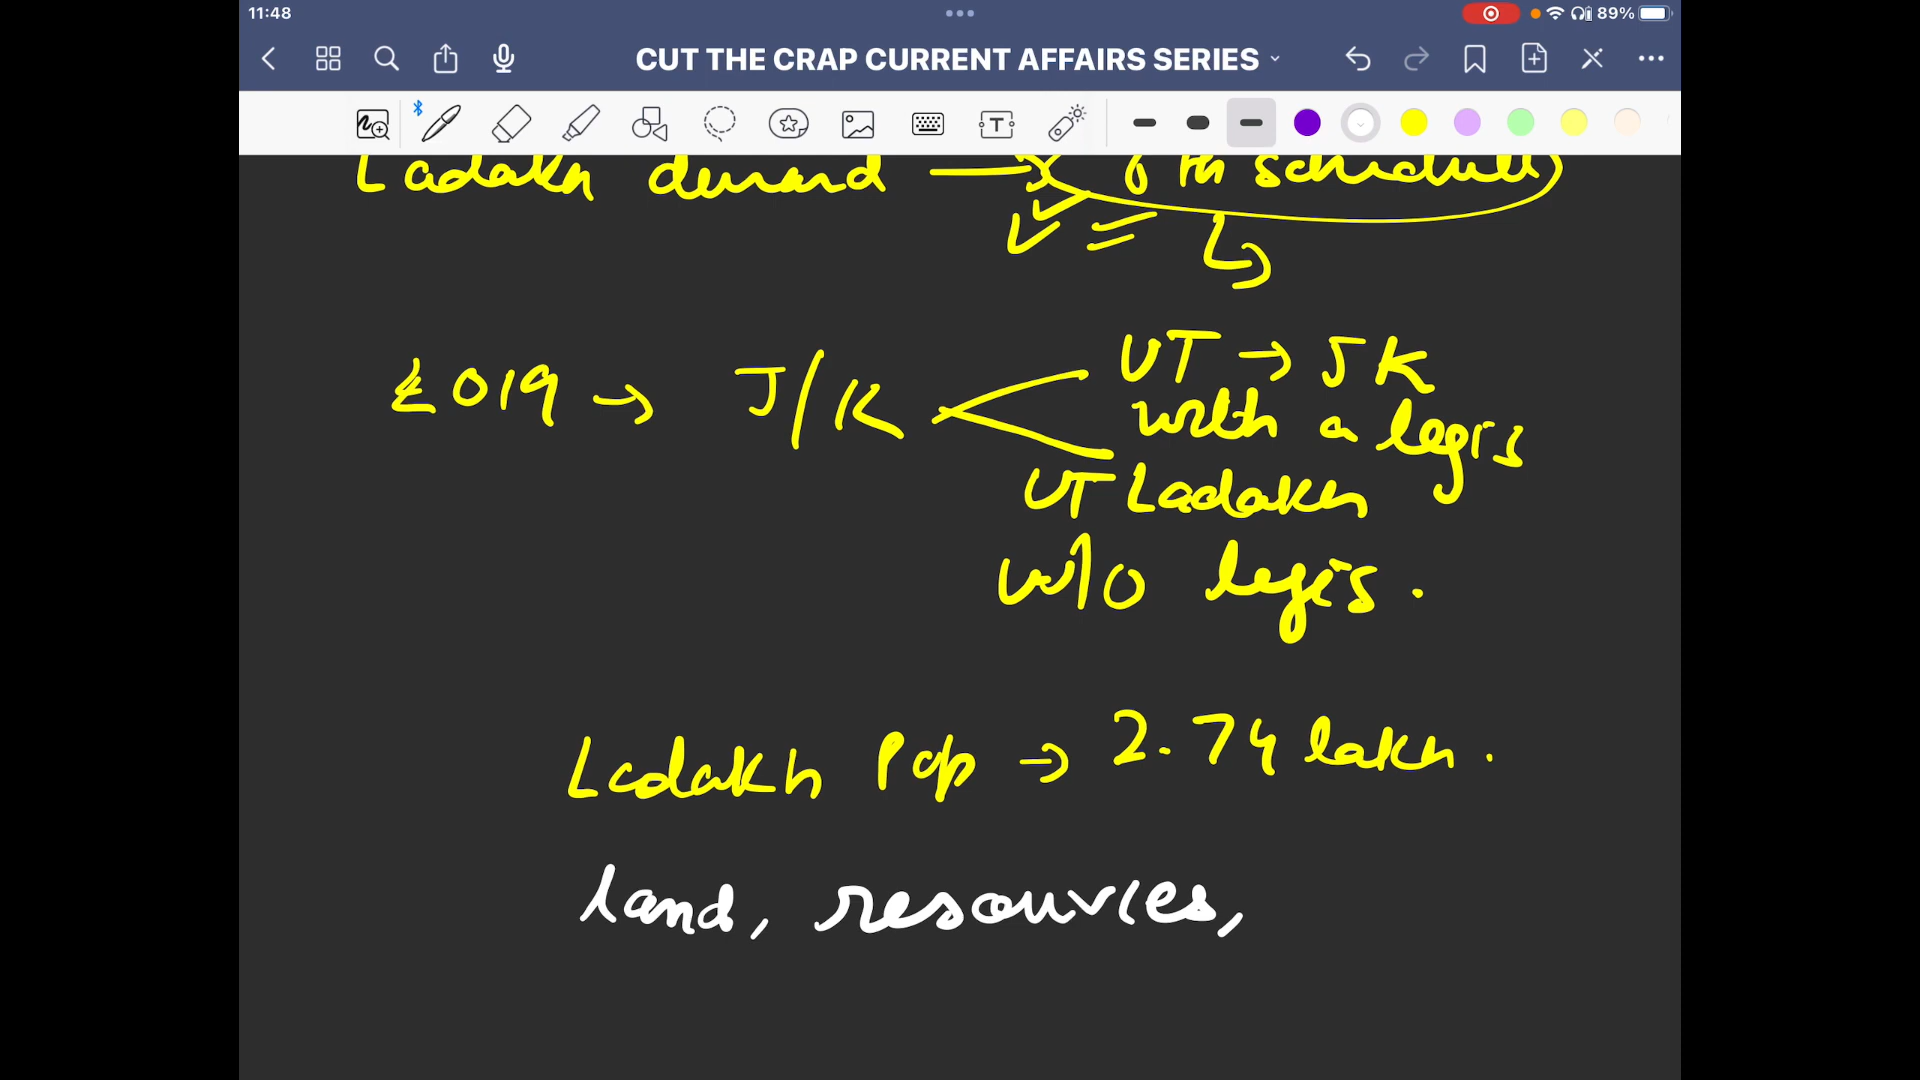 11:48
89%
CUT THE CRAP CURRENT AFFAIRS SERIES
T
Ladakh demand → 6th schedule
2019 → J/K
UT → JK
with a legis
UT Ladakh
w/o legis.
Ladakh Pop → 2.74 lakh.
land, resources,